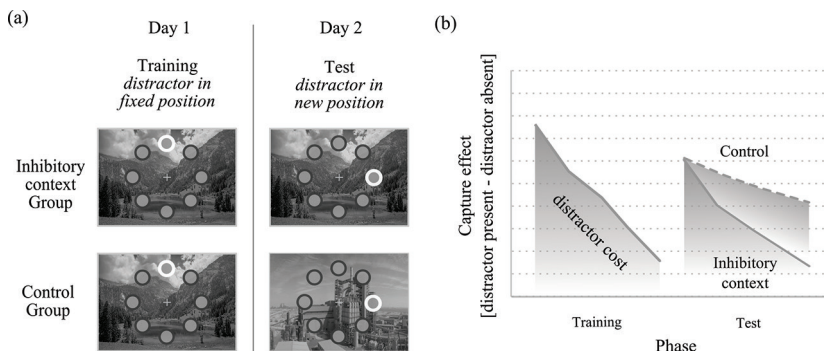 (a)
Day 1
Day 2
Training
distractor in
fixed position
Test
distractor in
new position
Inhibitory
context
Group
Control
Group
(b)
Capture effect
[distractor present - distractor absent]
distractor cost
Control
Inhibitory
context
Training
Test
Phase